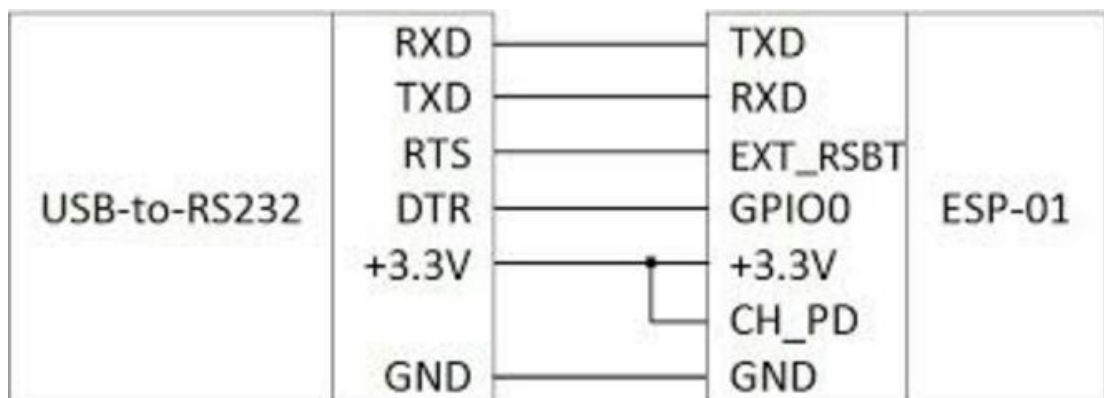 RXD TXD
TXD RXD
RTS EXT_RSBT
USB-to-RS232 DTR GPIO0 ESP-01
+3.3V +3.3V
CH_PD
GND GND